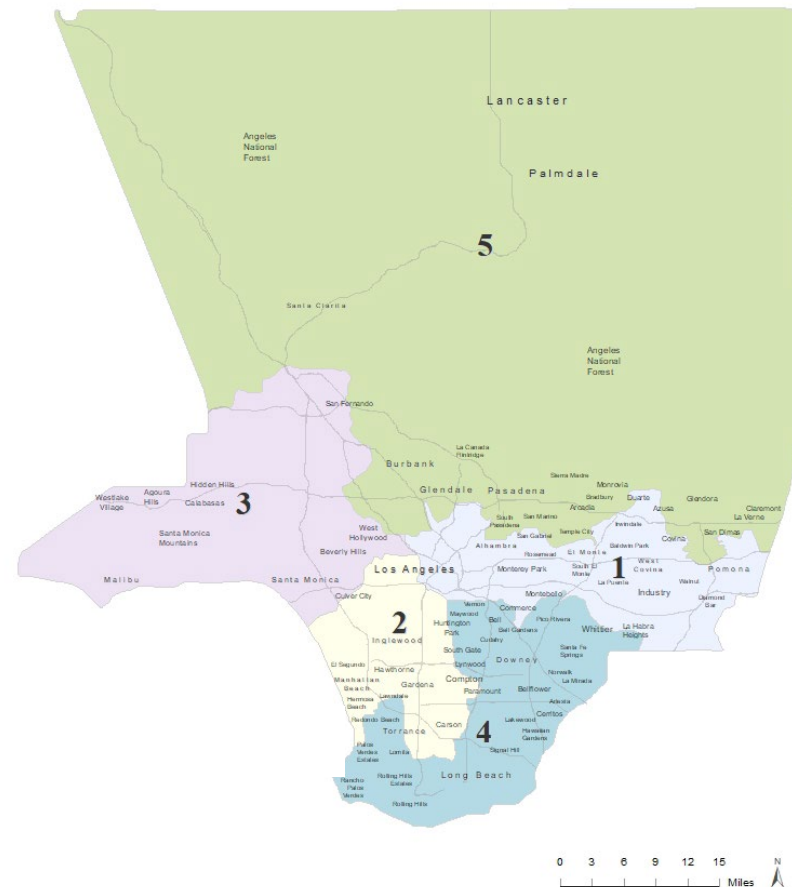 Lancaster
Angeles
National
Forest
Palmdale
5
Santa Clarita
Angeles
National
Forest
San Fernando
La Canada
Flintridge
Burbank
Sierra Madre
Monrovia
Hidden Hills
Glendale
Pasadena
Bradbury
Duarte
Glendora
Westlake
Village
Agoura
Hills
Calabasas
3
Arcadia
Azusa
Claremont
La Verne
South
Pasadena
San Marino
Temple City
Irwindale
San Dimas
Santa Monica
Mountains
West
Hollywood
San Gabriel
Covina
Beverly Hills
Alhambra
Rosemead
El Monte
Baldwin Park
West
Covina
Pomona
Malibu
Santa Monica
Los Angeles
Monterey Park
South El
Monte
1
La Puente
Walnut
Industry
Diamond
Bar
Culver City
Montebello
Vernon
Maywood
Commerce
2
Huntington
Park
Bell
Bell Gardens
Pico Rivera
Whittier
La Habra
Heights
Inglewood
Cudahy
South Gate
Downey
Santa Fe
Springs
El Segundo
Hawthorne
Lynwood
Norwalk
Manhattan
Beach
Gardena
Compton
La Mirada
Hermosa
Beach
Lawndale
Paramount
Bellflower
Artesia
Redondo Beach
Carson
Lakewood
Cerritos
Torrance
4
Hawaiian
Gardens
Palos
Verdes
Estates
Lomita
Signal Hill
Rancho
Palos
Verdes
Rolling Hills
Estates
Long Beach
Rolling Hills
0 3 6 9 12 15
Miles
N